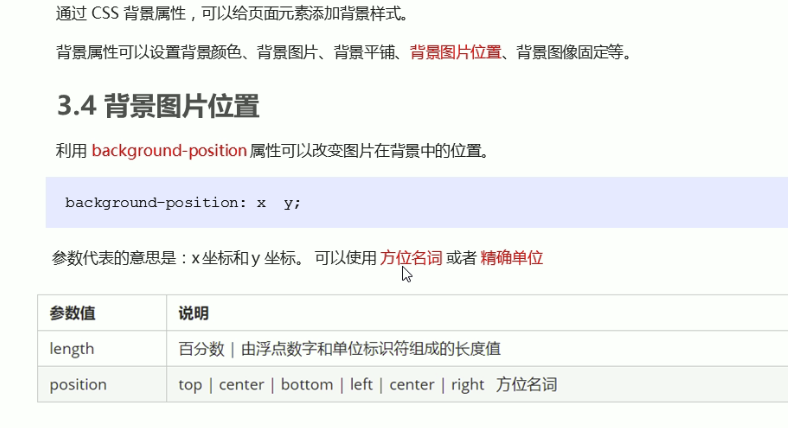 通过 CSS 背景属性，可以给页面元素添加背景样式。
背景属性可以设置背景颜色、背景图片、背景平铺、背景图片位置、背景图像固定等。
3.4 背景图片位置
利用 background-position 属性可以改变图片在背景中的位置。
background-position: x  y;
参数代表的意思是：x 坐标和 y 坐标。 可以使用 方位名词 或者 精确单位
参数值 说明
length 百分数 | 由浮点数字和单位标识符组成的长度值
position top | center | bottom | left | center | right 方位名词